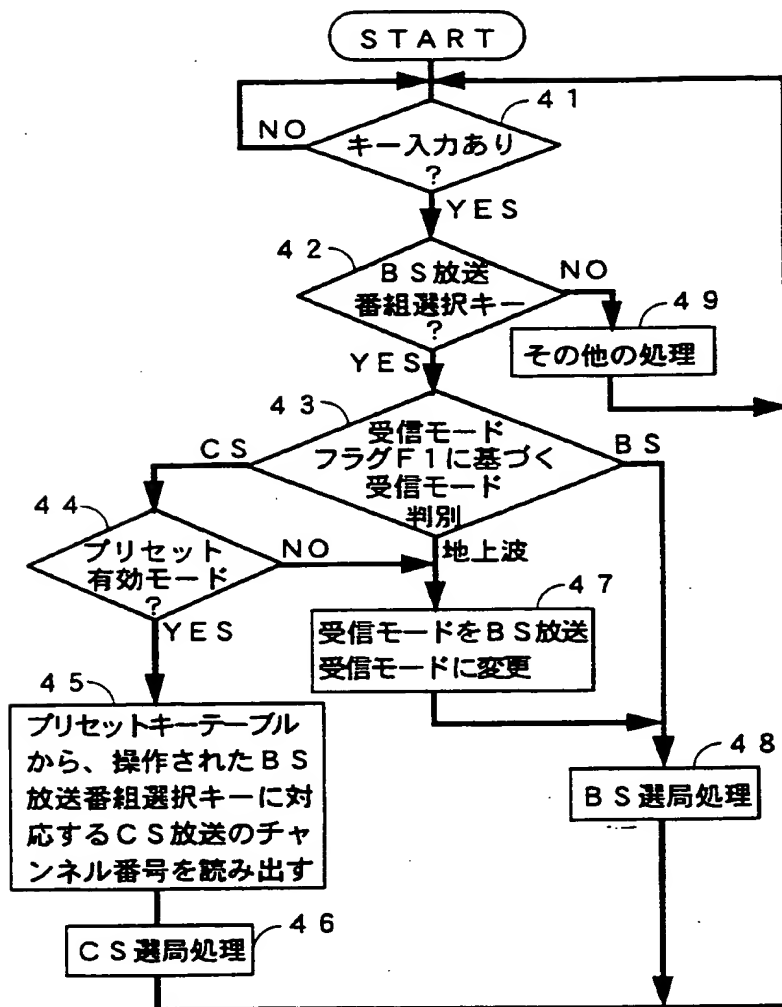 START
41
NO
キー入力あり
?
YES
42
BS放送
番組選択キー
?
NO
49
その他の処理
YES
43
受信モード
フラグF1に基づく
受信モード
判別
CS
BS
地上波
44
プリセット
有効モード
?
NO
YES
47
受信モードをBS放送
受信モードに変更
45
プリセットキーテーブル
から、操作されたBS
放送番組選択キーに対
応するCS放送のチャ
ンネル番号を読み出す
48
BS選局処理
46
CS選局処理